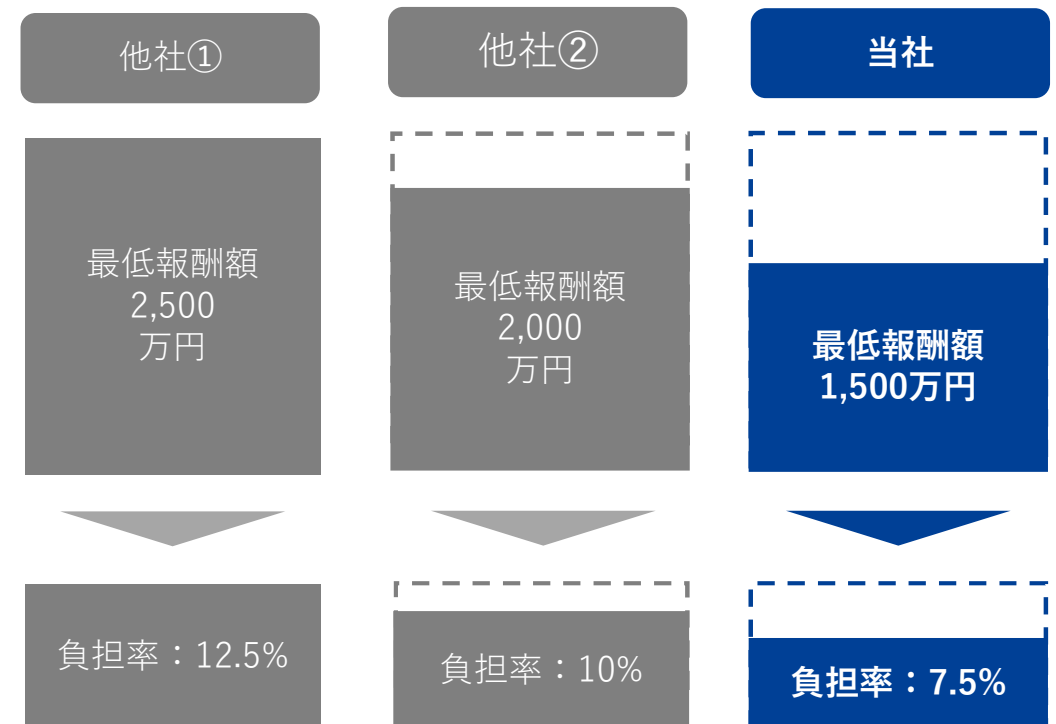 他社①
他社②
当社
最低報酬額
2,500
万円
最低報酬額
2,000
万円
最低報酬額
1,500万円
負担率：12.5%
負担率：10%
負担率：7.5%